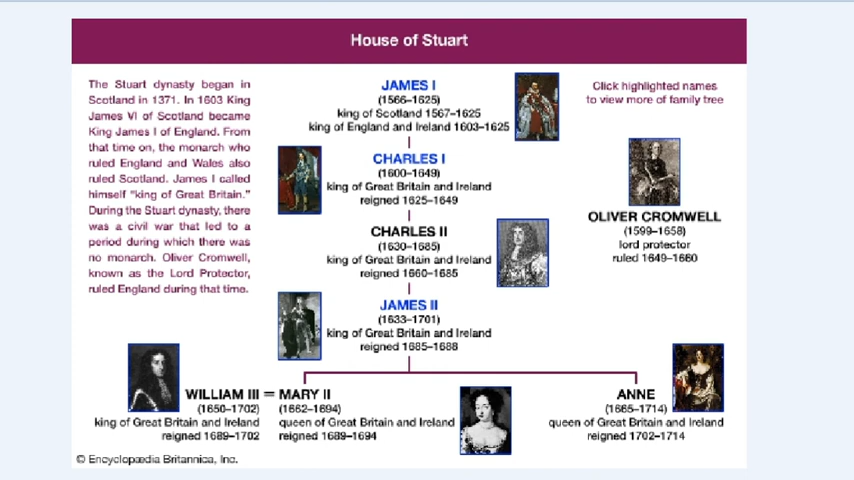 House of Stuart
The Stuart dynasty began in
Scotland in 1371. In 1603 King
James VI of Scotland became
King James I of England. From
that time on, the monarch who
ruled England and Wales also
ruled Scotland. James I called
himself “king of Great Britain.”
During the Stuart dynasty, there
was a civil war that led to a
period during which there was
no monarch. Oliver Cromwell,
known as the Lord Protector,
ruled England during that time.
JAMES I
(1566–1625)
king of Scotland 1567–1625
king of England and Ireland 1603–1625
CHARLES I
(1600–1649)
king of Great Britain and Ireland
reigned 1625–1649
CHARLES II
(1630–1685)
king of Great Britain and Ireland
reigned 1660–1685
JAMES II
(1633–1701)
king of Great Britain and Ireland
reigned 1685–1688
Click highlighted names
to view more of family tree
OLIVER CROMWELL
(1599–1658)
lord protector
ruled 1649–1660
WILLIAM III = MARY II
(1650–1702)
king of Great Britain and Ireland
reigned 1689–1702
(1662–1694)
queen of Great Britain and Ireland
reigned 1689–1694
ANNE
(1665–1714)
queen of Great Britain and Ireland
reigned 1702–1714
© Encyclopædia Britannica, Inc.